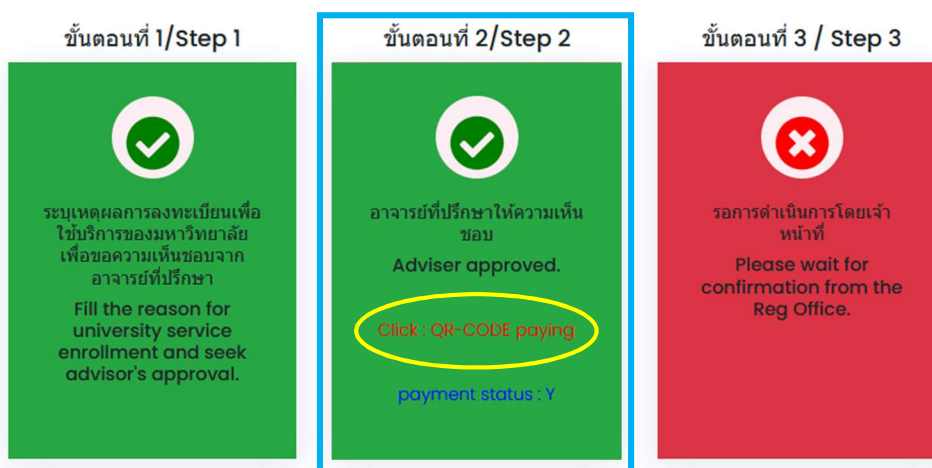 ขั้นตอนที่ 1/Step 1
ระบุเหตุผลการลงทะเบียนเพื่อ
ใช้บริการของมหาวิทยาลัย
เพื่อขอความเห็นชอบจาก
อาจารย์ที่ปรึกษา
Fill the reason for
university service
enrollment and seek
advisor's approval.
ขั้นตอนที่ 2/Step 2
อาจารย์ที่ปรึกษาให้ความเห็น
ชอบ
Adviser approved.
Click : QR-CODE paying
payment status : Y
ขั้นตอนที่ 3 / Step 3
รอการดำเนินการโดยเจ้า
หน้าที่
Please wait for
confirmation from the
Reg Office.